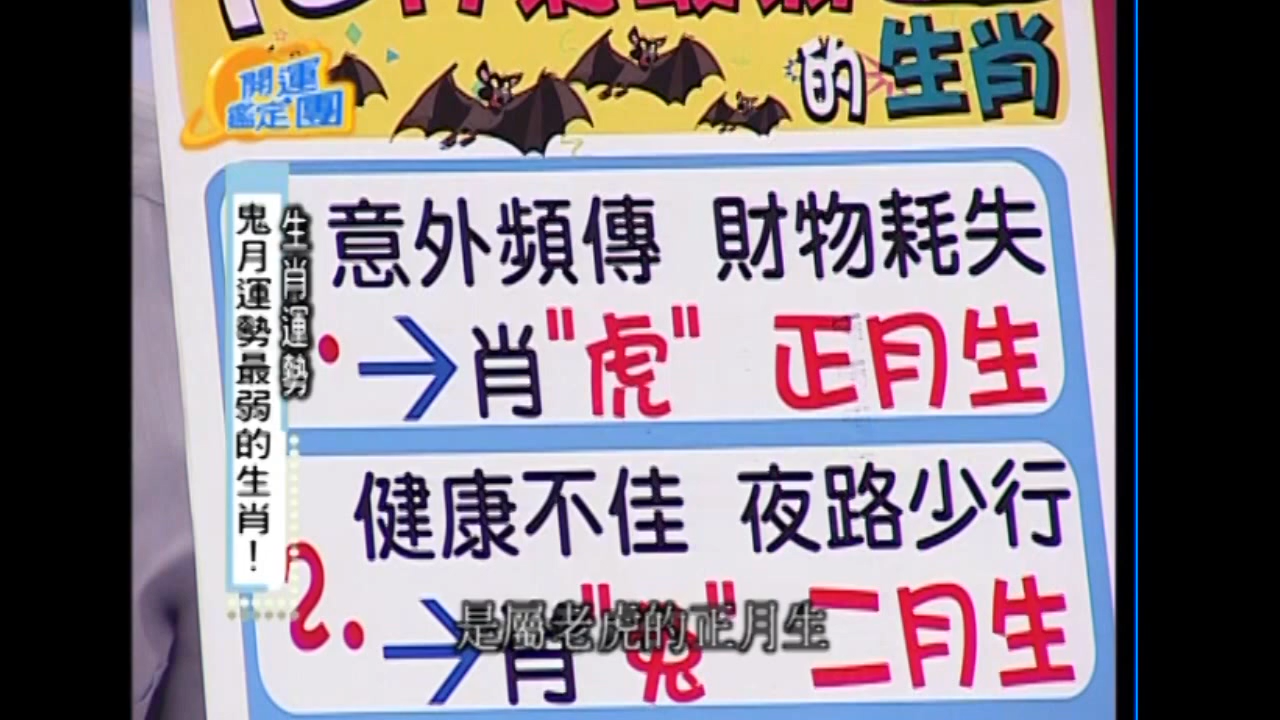 的生肖
開運
鑑定團
生肖運勢
鬼月運勢最弱的生肖！
意外頻傳 財物耗失
→肖"虎" 正月生
健康不佳 夜路少行
2.→肖"兔" 二月生
是屬老虎的正月生